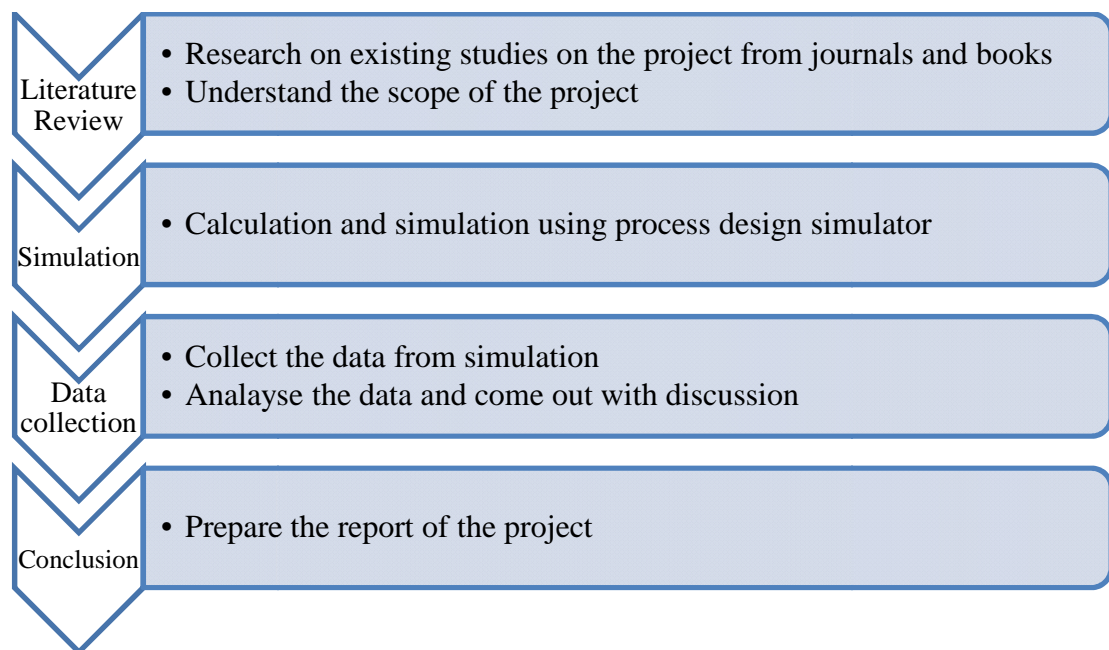 Literature
Review
• Research on existing studies on the project from journals and books
• Understand the scope of the project
Simulation
• Calculation and simulation using process design simulator
Data
collection
• Collect the data from simulation
• Analayse the data and come out with discussion
Conclusion
• Prepare the report of the project